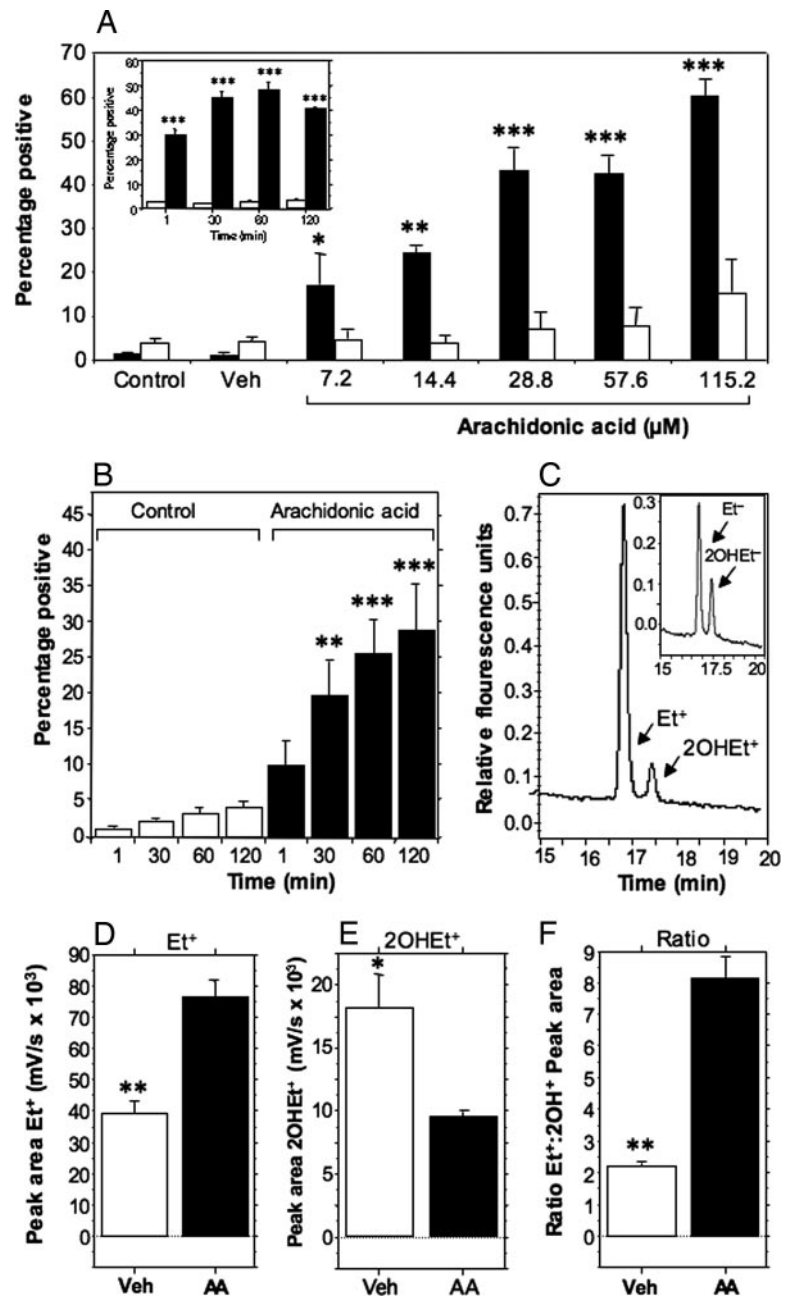 A
Percentage positive
70
60
50
40
30
20
10
0
Percentage positive
60
50
40
30
20
10
0
*** *** *** ***
1 30 60 120
Time (min)
* ** *** *** ***
Control Veh 7.2 14.4 28.8 57.6 115.2
Arachidonic acid (µM)
B
Percentage positive
45
40
35
30
25
20
15
10
5
0
Control Arachidonic acid
** *** ***
1 30 60 120 1 30 60 120
Time (min)
C
Relative flourescence units
0.7
0.5
0.4
0.3
0.2
0.1
0.0
0.3
0.2
0.1
0.0
Et–
2OHEt–
15 17.5 20
Et+
2OHEt+
15 16 17 18 19 20
Time (min)
D
Et+
Peak area Et+ (mV/s x 10³)
90
80
70
60
50
40
30
20
10
0
**
Veh AA
E
2OHEt+
Peak area 2OHEt+ (mV/s x 10³)
20
15
10
5
0
*
Veh AA
F
Ratio
Ratio Et+:2OH+ Peak area
9
8
7
6
5
4
3
2
1
0
**
Veh AA